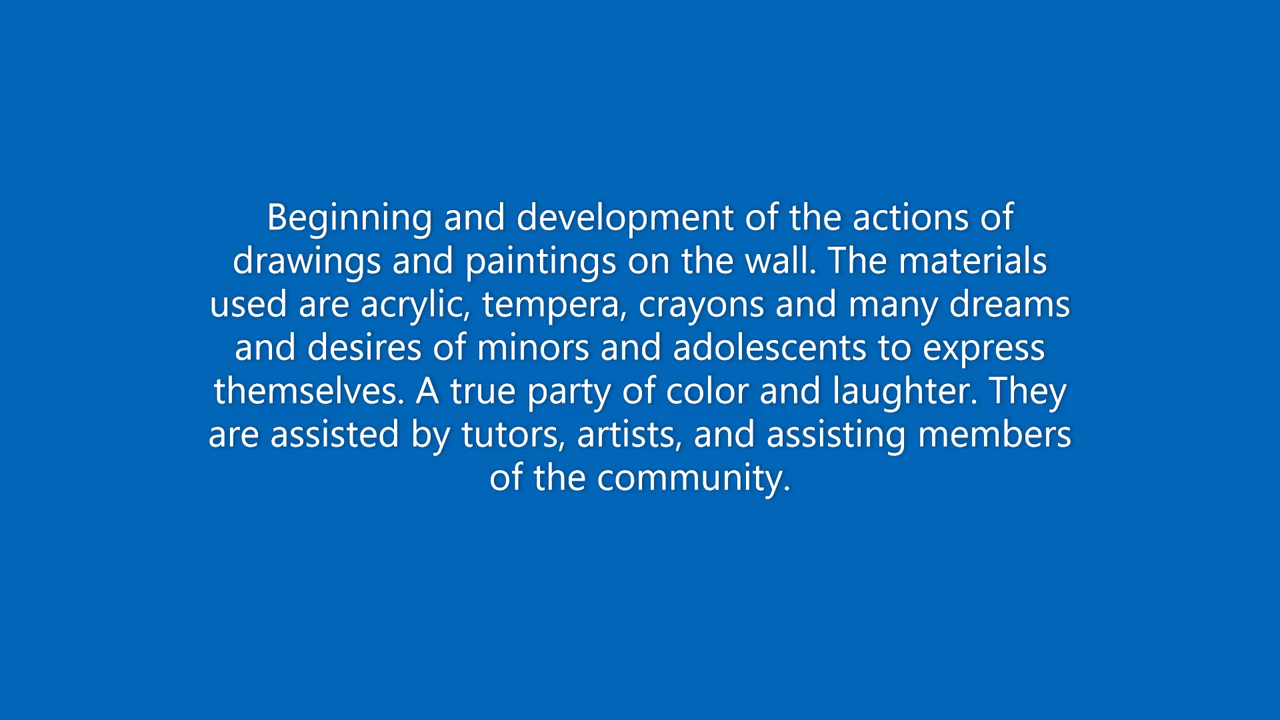 Beginning and development of the actions of
drawings and paintings on the wall. The materials
used are acrylic, tempera, crayons and many dreams
and desires of minors and adolescents to express
themselves. A true party of color and laughter. They
are assisted by tutors, artists, and assisting members
of the community.